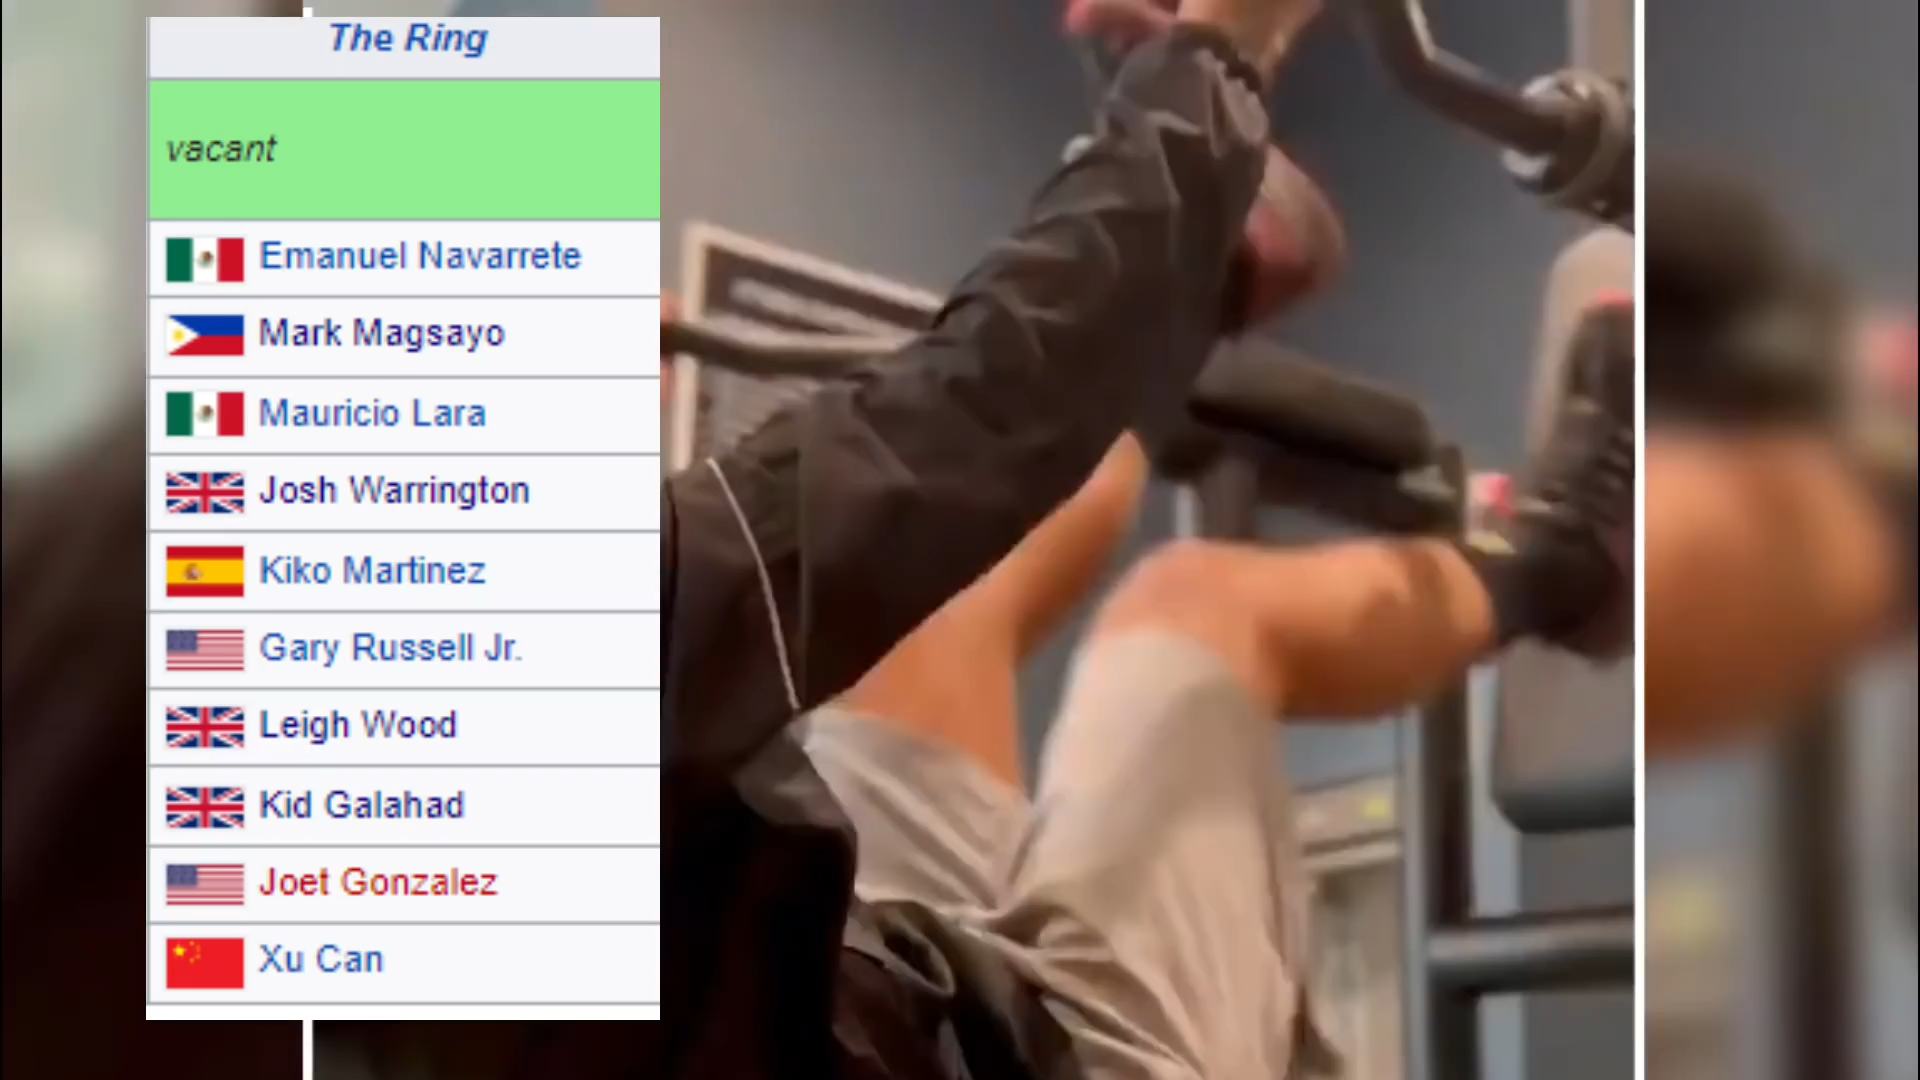 The Ring
vacant
Emanuel Navarrete
Mark Magsayo
Mauricio Lara
Josh Warrington
Kiko Martinez
Gary Russell Jr.
Leigh Wood
Kid Galahad
Joet Gonzalez
Xu Can